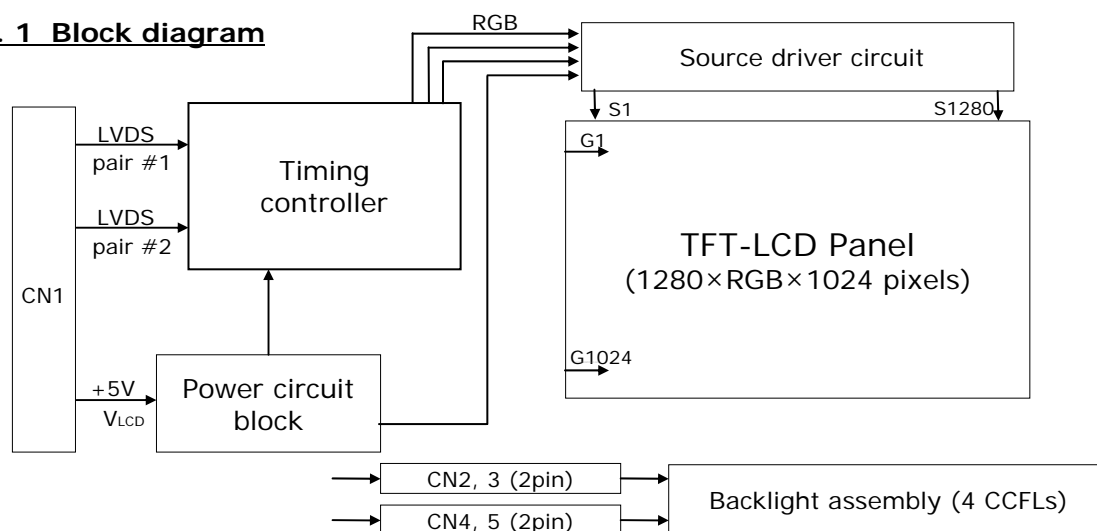 . 1 Block diagram
RGB
Source driver circuit
S1
S1280
CN1
LVDS
pair #1
LVDS
pair #2
Timing
controller
G1
TFT-LCD Panel
(1280×RGB×1024 pixels)
G1024
+5V
VLCD
Power circuit
block
CN2, 3 (2pin)
CN4, 5 (2pin)
Backlight assembly (4 CCFLs)